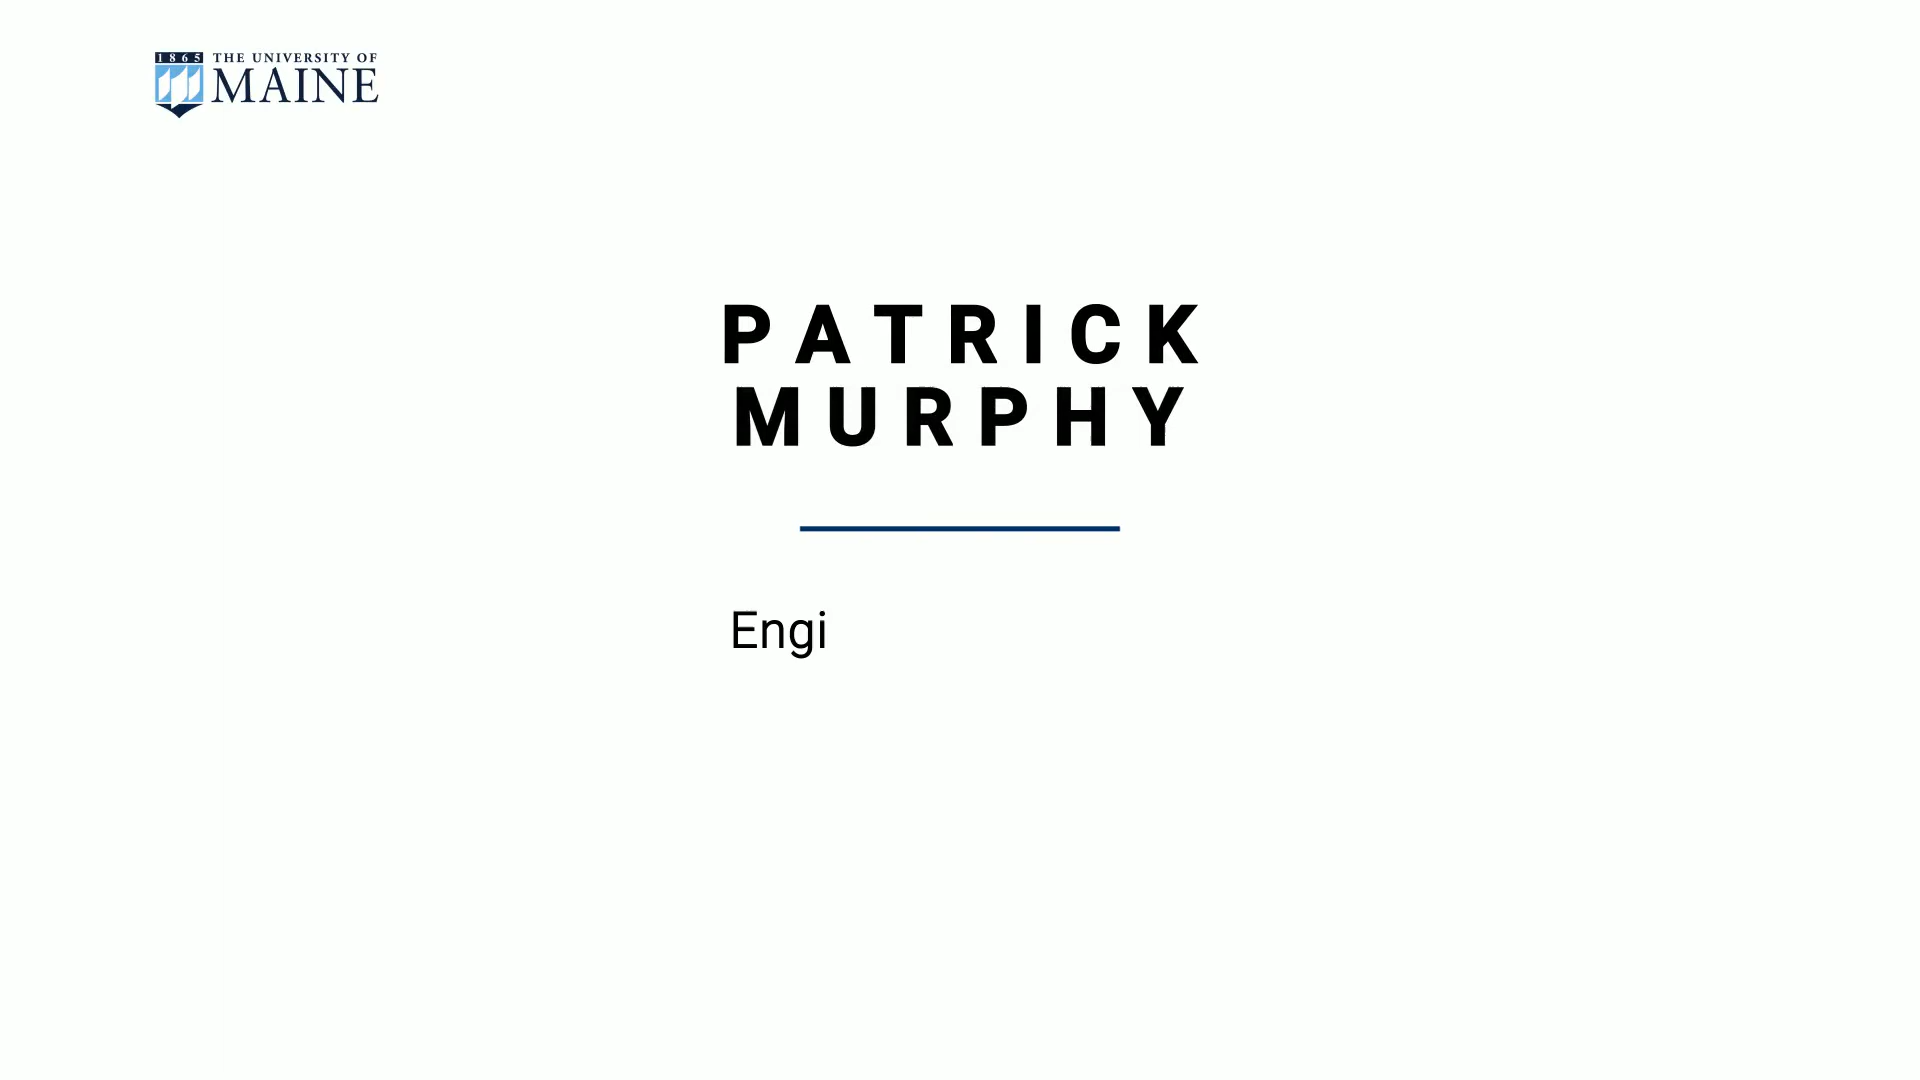 1865
THE UNIVERSITY OF
MAINE
PATRICK
MURPHY
Engi